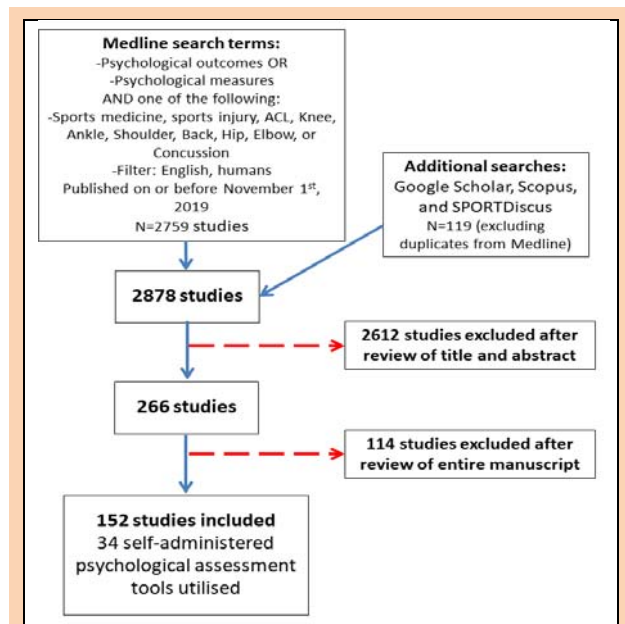 Medline search terms:
-Psychological outcomes OR
-Psychological measures
AND one of the following:
-Sports medicine, sports injury, ACL, Knee,
Ankle, Shoulder, Back, Hip, Elbow, or
Concussion
-Filter: English, humans
Published on or before November 1st,
2019
N=2759 studies
Additional searches:
Google Scholar, Scopus,
and SPORTDiscus
N=119 (excluding
duplicates from Medline)
2878 studies
2612 studies excluded after
review of title and abstract
266 studies
114 studies excluded after
review of entire manuscript
152 studies included
34 self-administered
psychological assessment
tools utilised